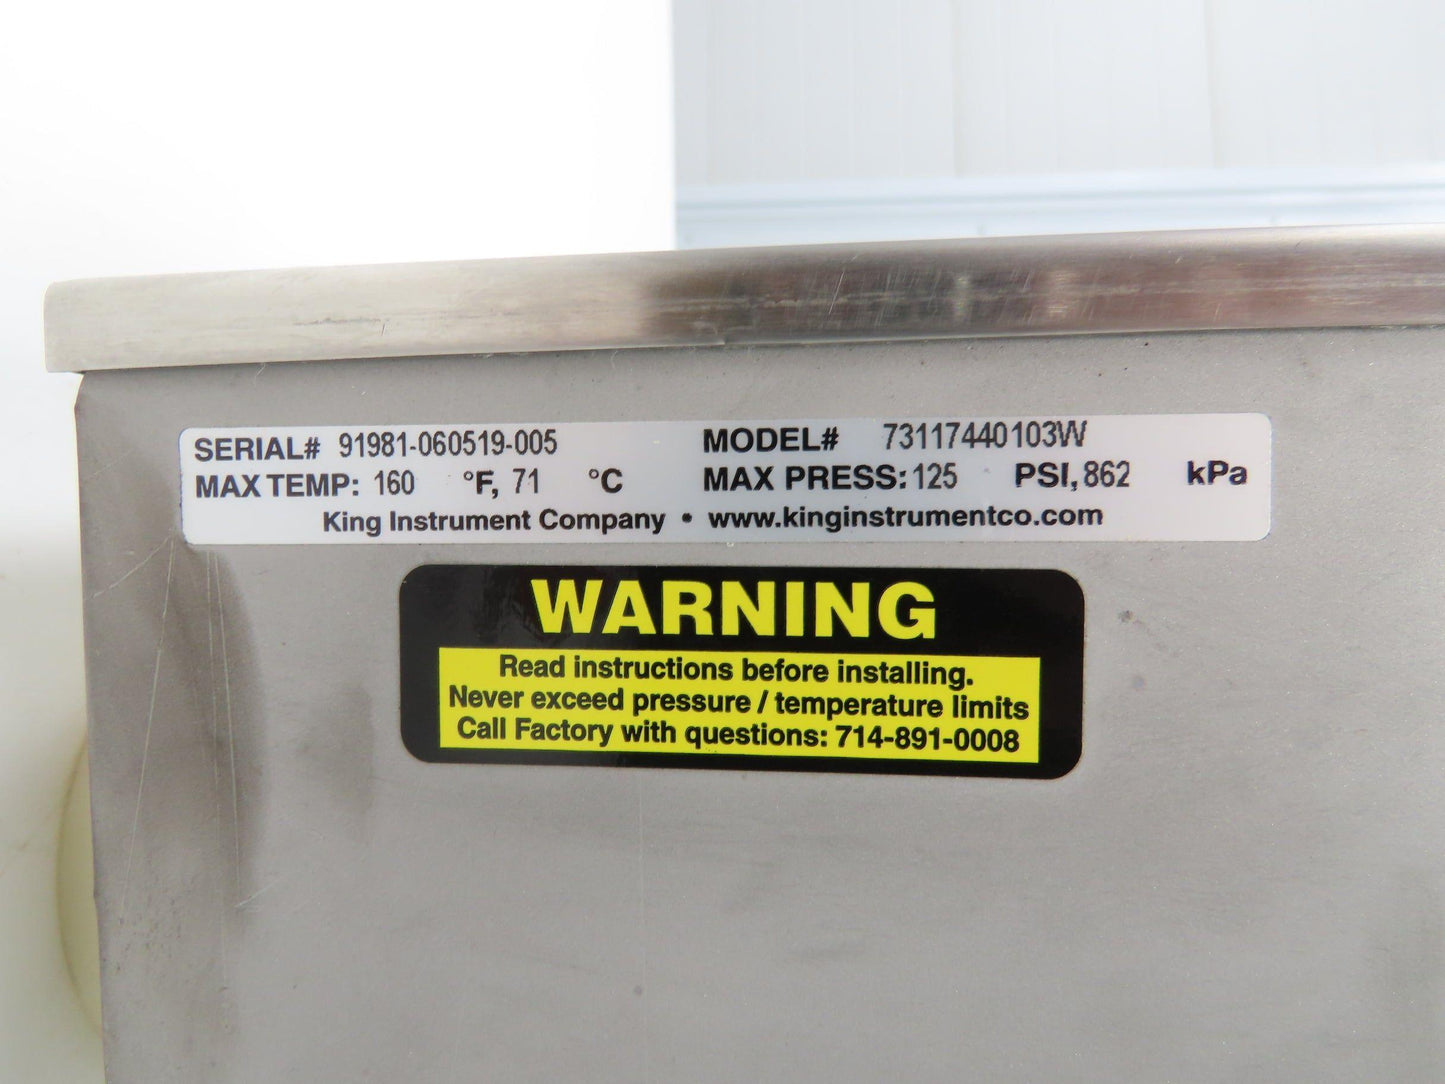 SERIAL# 91981-060519-005 MODEL# 73117440103W
MAX TEMP: 160 °F, 71 °C MAX PRESS: 125 PSI, 862 kPa
King Instrument Company • www.kinginstrumentco.com
WARNING
Read instructions before installing.
Never exceed pressure / temperature limits
Call Factory with questions: 714-891-0008